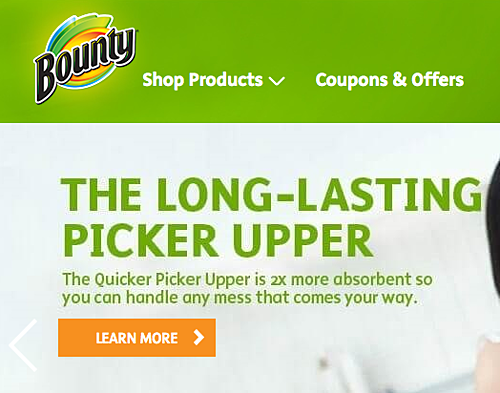 Bounty
Shop Products Coupons & Offers
THE LONG-LASTING
PICKER UPPER
The Quicker Picker Upper is 2x more absorbent so
you can handle any mess that comes your way.
LEARN MORE